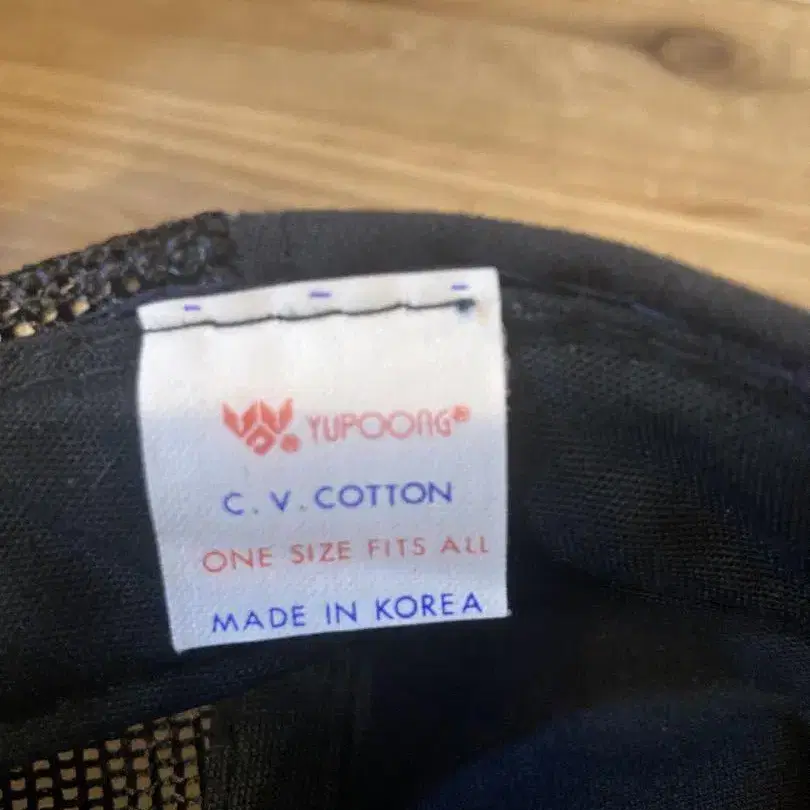 YUPOONG®
C. V. COTTON
ONE SIZE FITS ALL
MADE IN KOREA